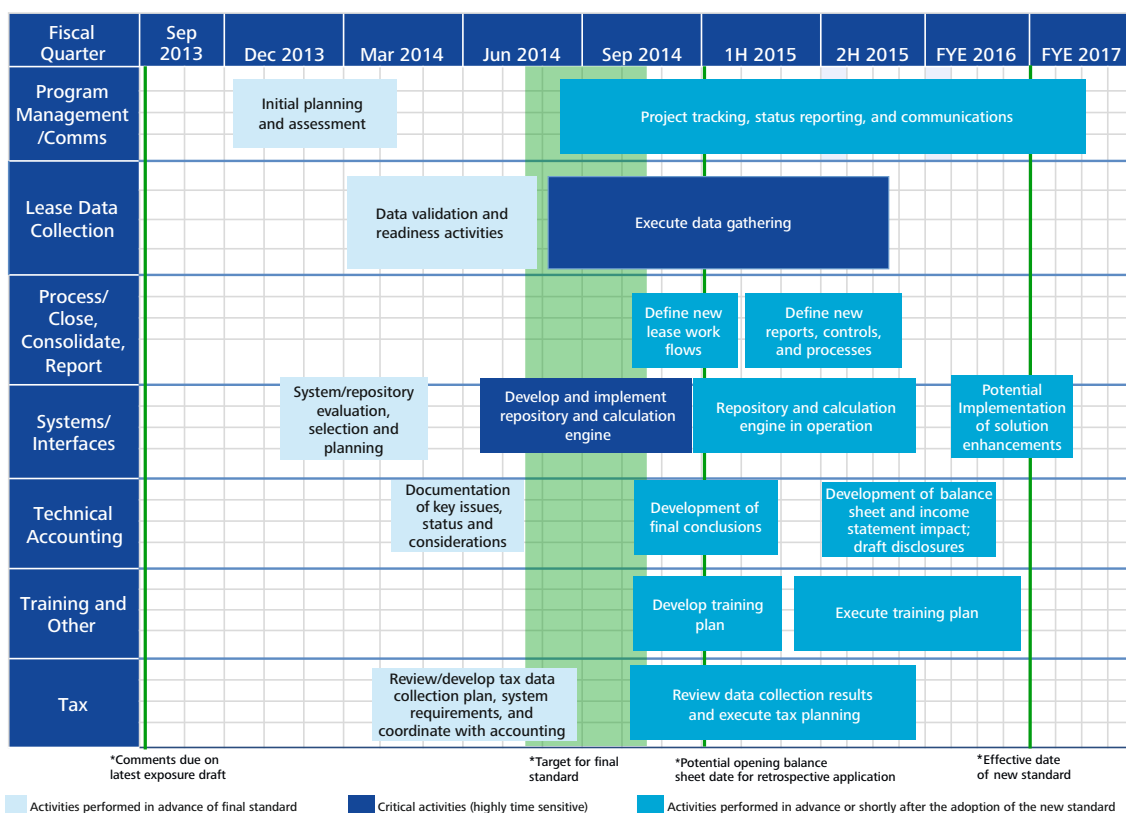 Fiscal
Quarter
Sep
2013
Dec 2013
Mar 2014
Jun 2014
Sep 2014
1H 2015
2H 2015
FYE 2016
FYE 2017
Program
Management
/Comms
Initial planning
and assessment
Project tracking, status reporting, and communications
Lease Data
Collection
Data validation and
readiness activities
Execute data gathering
Process/
Close,
Consolidate,
Report
Define new
lease work
flows
Define new
reports, controls,
and processes
Systems/
Interfaces
System/repository
evaluation,
selection and
planning
Develop and implement
repository and calculation
engine
Repository and calculation
engine in operation
Potential
Implementation
of solution
enhancements
Technical
Accounting
Documentation
of key issues,
status and
considerations
Development of
final conclusions
Development of balance
sheet and income
statement impact;
draft disclosures
Training and
Other
Develop training
plan
Execute training plan
Tax
Review/develop tax data
collection plan, system
requirements, and
coordinate with accounting
Review data collection results
and execute tax planning
*Comments due on
latest exposure draft
*Target for final
standard
*Potential opening balance
sheet date for retrospective application
*Effective date
of new standard
Activities performed in advance of final standard
Critical activities (highly time sensitive)
Activities performed in advance or shortly after the adoption of the new standard